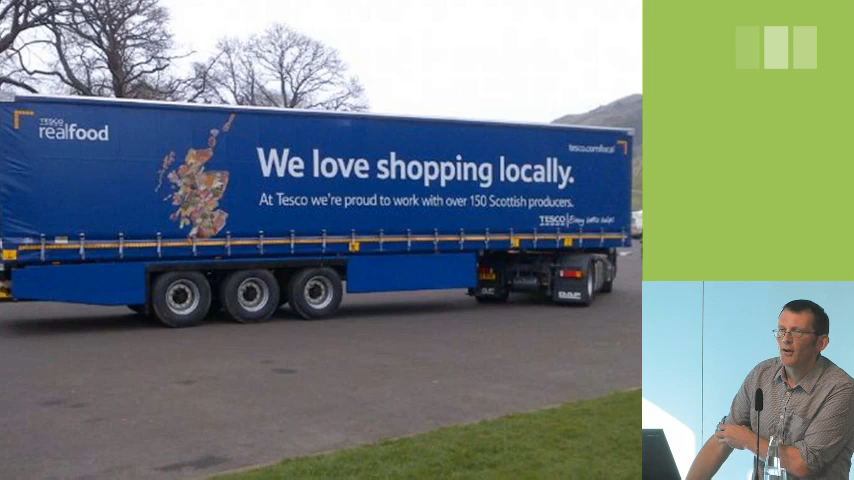 TESCO
realfood
tesco.com/local
We love shopping locally.
At Tesco we're proud to work with over 150 Scottish producers.
TESCO Every little helps
DAF